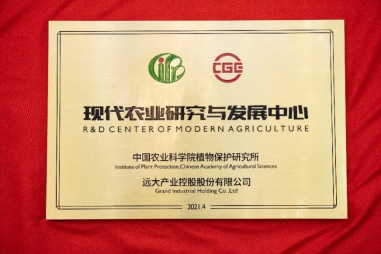 CGE
现代农业研究与发展中心
R&D CENTER OF MODERN AGRICULTURE
中国农业科学院植物保护研究所
Institute of Plant Protection,Chinese Academy of Agricultural Sciences
远大产业控股股份有限公司
Grand Industrial Holding Co.,Ltd
2021.4